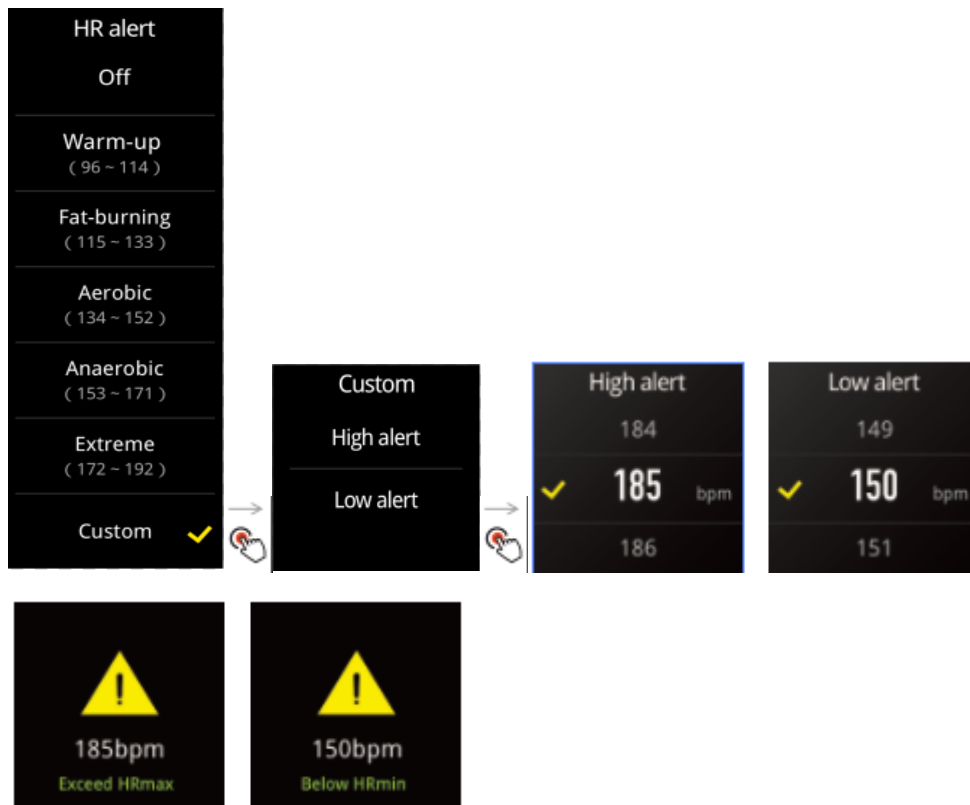 HR alert
Off
Warm-up
( 96 ~ 114 )
Fat-burning
( 115 ~ 133 )
Aerobic
( 134 ~ 152 )
Anaerobic
( 153 ~ 171 )
Extreme
( 172 ~ 192 )
Custom
Custom
High alert
Low alert
High alert
184
185 bpm
186
Low alert
149
150 bpm
151
185bpm
Exceed HRmax
150bpm
Below HRmin